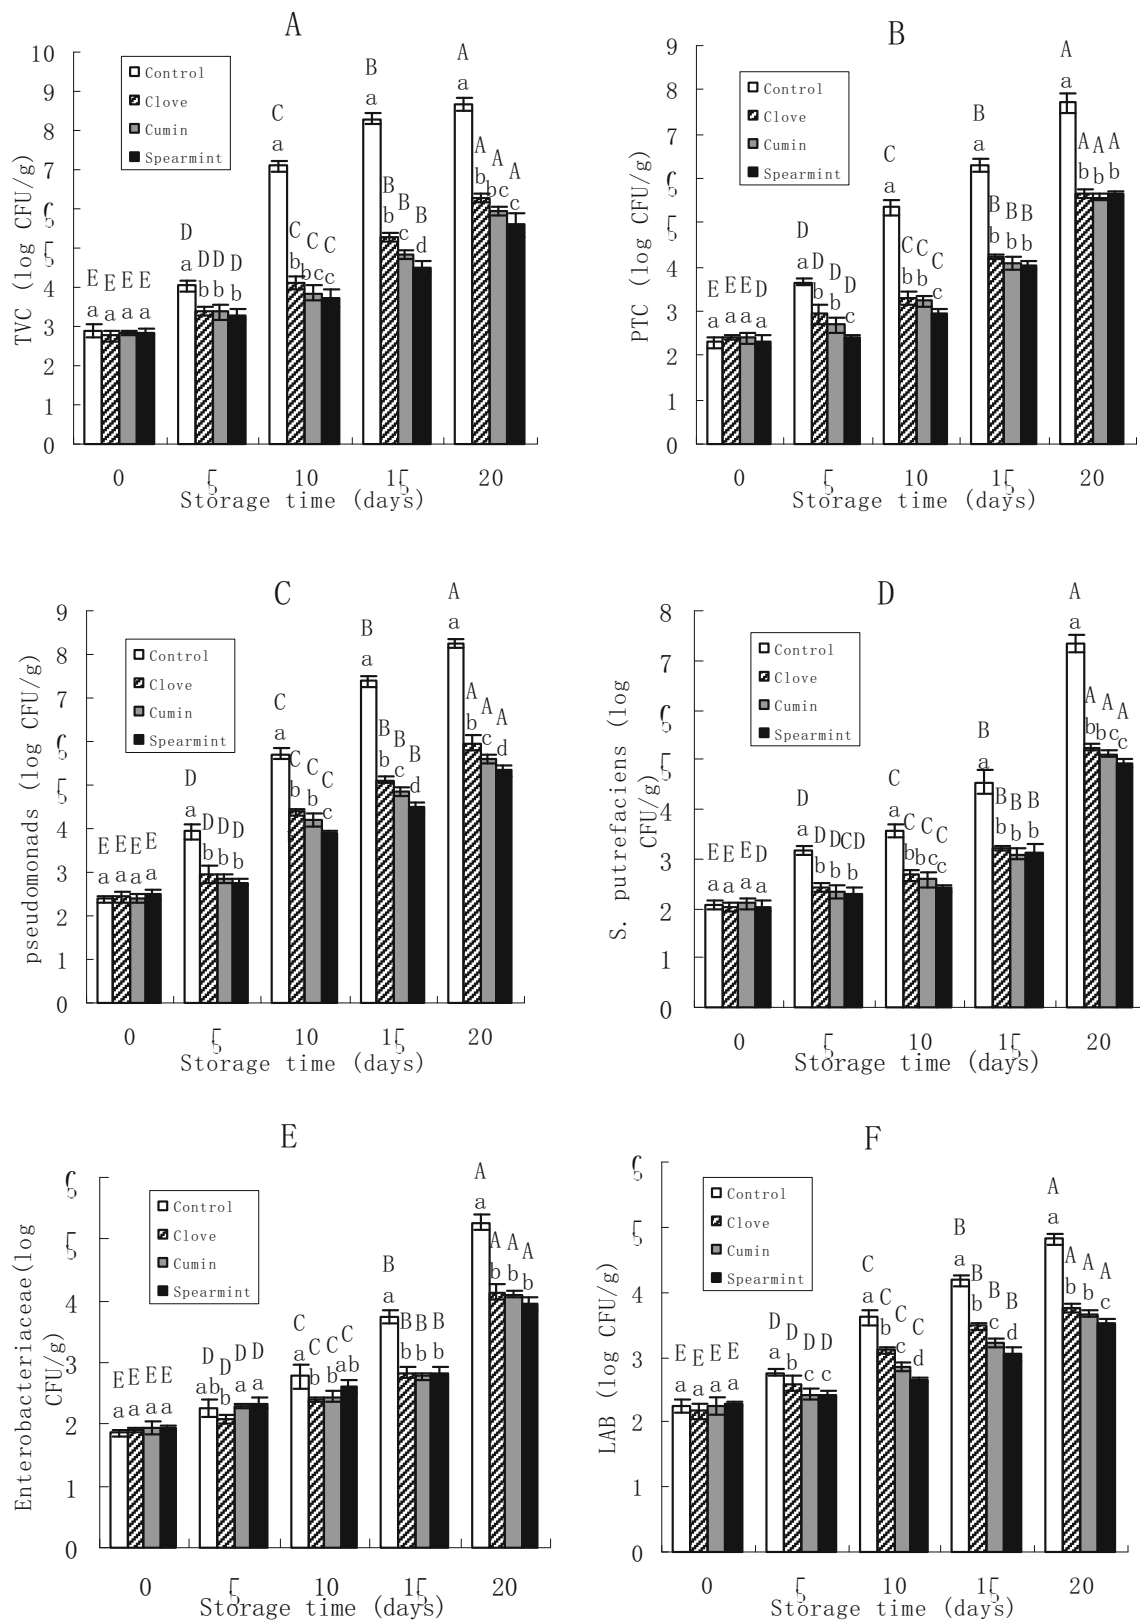 A
TVC (log CFU/g)
10
9
8
7
6
5
4
3
2
1
0
Control
Clove
Cumin
Spearmint
E E E E
a a a a
D D D D
a b b b
C C C C
a b bc c
B B B B
a b c d
A A A A
a b bc c
0 5 10 15 20
Storage time (days)
B
PTC (log CFU/g)
9
8
7
6
5
4
3
2
1
0
Control
Clove
Cumin
Spearmint
E E E D
a a a a
D D D D
a b b c
C C C C
a b b c
B B B B
a b b b
A A A A
a b b b
0 5 10 15 20
Storage time (days)
C
pseudomonads (log CFU/g)
9
8
7
6
5
4
3
2
1
0
Control
Clove
Cumin
Spearmint
E E E E
a a a a
D D D D
a b b b
C C C C
a b b c
B B B B
a b c d
A A A A
a b c d
0 5 10 15 20
Storage time (days)
D
S. putrefaciens (log
CFU/g)
8
7
6
5
4
3
2
1
0
Control
Clove
Cumin
Spearmint
E E E D
a a a a
D D D CD
a b b b
C C C C
a b bc c
B B B B
a b b b
A A A A
a b bc c
0 5 10 15 20
Storage time (days)
E
Enterobacteriaceae(log
CFU/g)
6
5
4
3
2
1
0
Control
Clove
Cumin
Spearmint
E E E E
a a a a
D D D D
ab b a a
C C C C
a b b ab
B B B B
a b b b
A A A A
a b b b
0 5 10 15 20
Storage time (days)
F
LAB (log CFU/g)
6
5
4
3
2
1
0
Control
Clove
Cumin
Spearmint
E E E E
a a a a
D D D D
a b c c
C C C C
a b c d
B B B B
a b c d
A A A A
a b b c
0 5 10 15 20
Storage time (days)